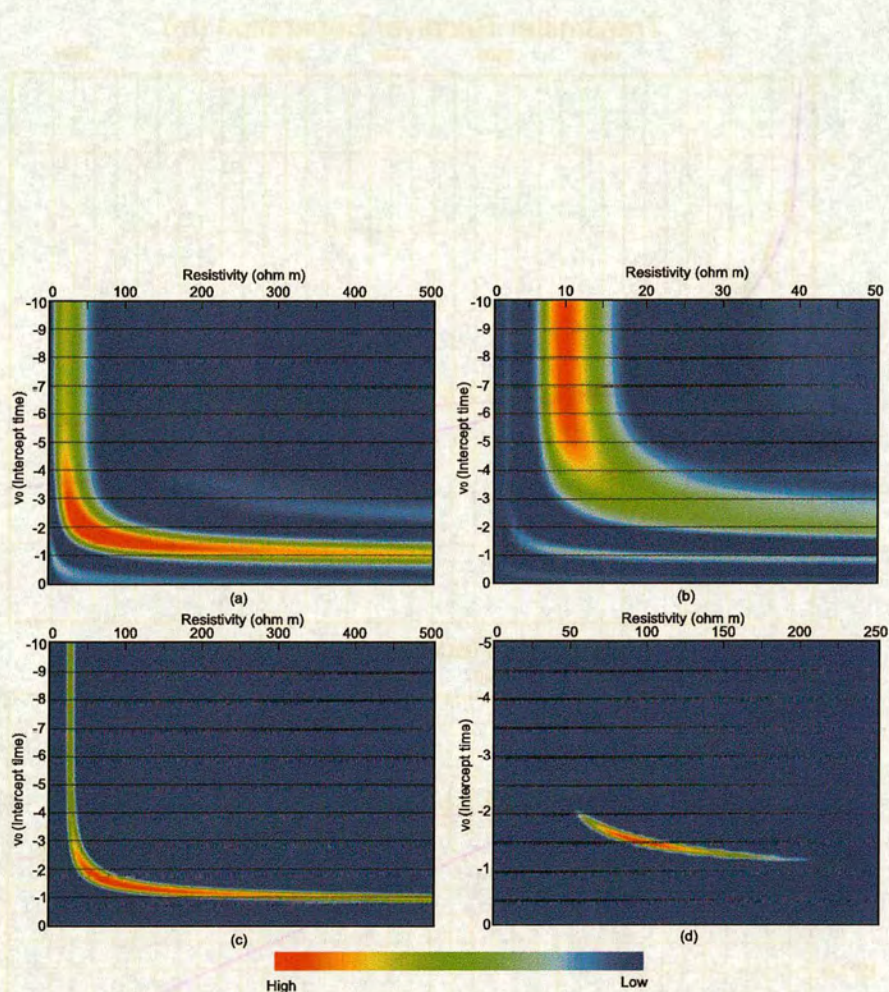 Resistivity (ohm m)
0 100 200 300 400 500
-10
-9
-8
-7
-6
-5
-4
-3
-2
-1
0
v₀ (Intercept time)
(a)
Resistivity (ohm m)
0 10 20 30 40 50
-10
-9
-8
-7
-6
-5
-4
-3
-2
-1
0
v₀ (Intercept time)
(b)
Resistivity (ohm m)
0 100 200 300 400 500
-10
-9
-8
-7
-6
-5
-4
-3
-2
-1
0
v₀ (Intercept time)
(c)
Resistivity (ohm m)
0 50 100 150 200 250
-5
-4
-3
-2
-1
0
v₀ (Intercept time)
(d)
High Low